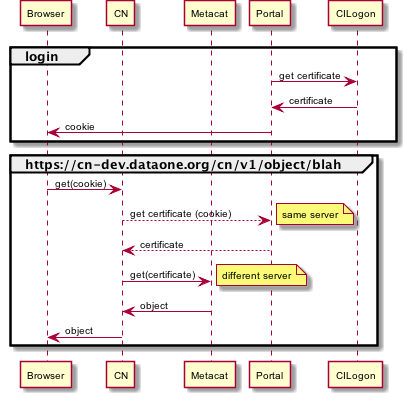 Browser CN Metacat Portal CILogon
login
get certificate
certificate
cookie
https://cn-dev.dataone.org/cn/v1/object/blah
get(cookie)
get certificate (cookie)
same server
certificate
get(certificate)
different server
object
object
Browser CN Metacat Portal CILogon